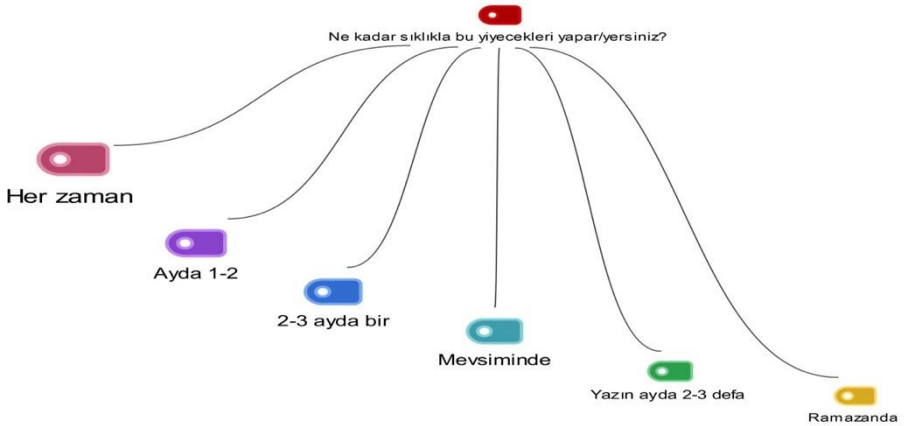 Ne kadar sıklıkla bu yiyecekleri yapar/yersiniz?
Her zaman
Ayda 1-2
2-3 ayda bir
Mevsiminde
Yazın ayda 2-3 defa
Ramazanda